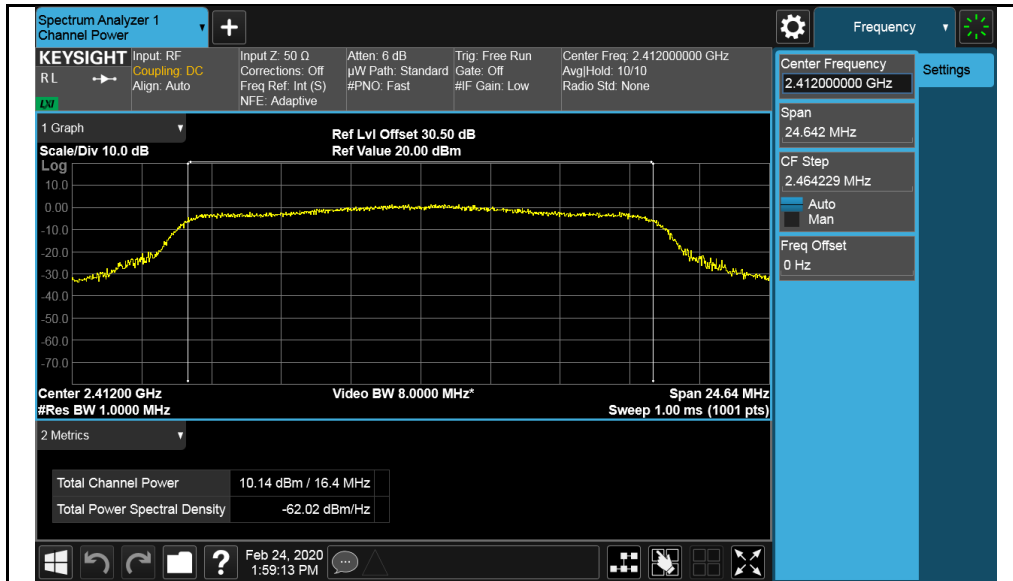 Spectrum Analyzer 1
Channel Power
+
Frequency
KEYSIGHT
RL
LXI
Input: RF
Coupling: DC
Align: Auto
Input Z: 50 Ω
Corrections: Off
Freq Ref: Int (S)
NFE: Adaptive
Atten: 6 dB
µW Path: Standard
#PNO: Fast
Trig: Free Run
Gate: Off
#IF Gain: Low
Center Freq: 2.412000000 GHz
Avg|Hold: 10/10
Radio Std: None
Center Frequency
2.412000000 GHz
Settings
Span
24.642 MHz
CF Step
2.464229 MHz
Auto
Man
Freq Offset
0 Hz
1 Graph
Scale/Div 10.0 dB
Ref Lvl Offset 30.50 dB
Ref Value 20.00 dBm
Log
10.0
0.00
-10.0
-20.0
-30.0
-40.0
-50.0
-60.0
-70.0
Center 2.41200 GHz
#Res BW 1.0000 MHz
Video BW 8.0000 MHz*
Span 24.64 MHz
Sweep 1.00 ms (1001 pts)
2 Metrics
Total Channel Power 10.14 dBm / 16.4 MHz
Total Power Spectral Density -62.02 dBm/Hz
?
Feb 24, 2020
1:59:13 PM